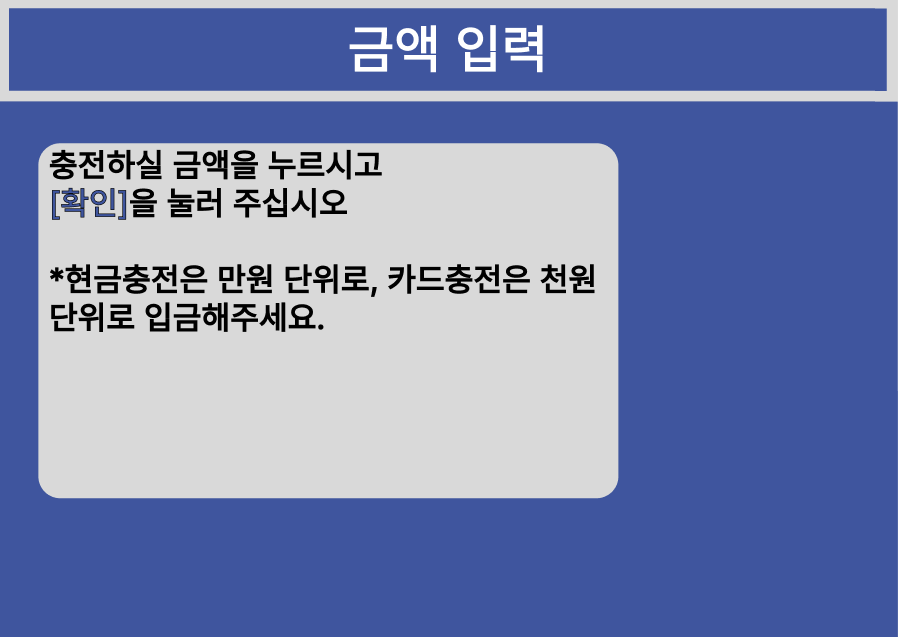 금액 입력
충전하실 금액을 누르시고
[확인]을 눌러 주십시오
*현금충전은 만원 단위로, 카드충전은 천원
단위로 입금해주세요.